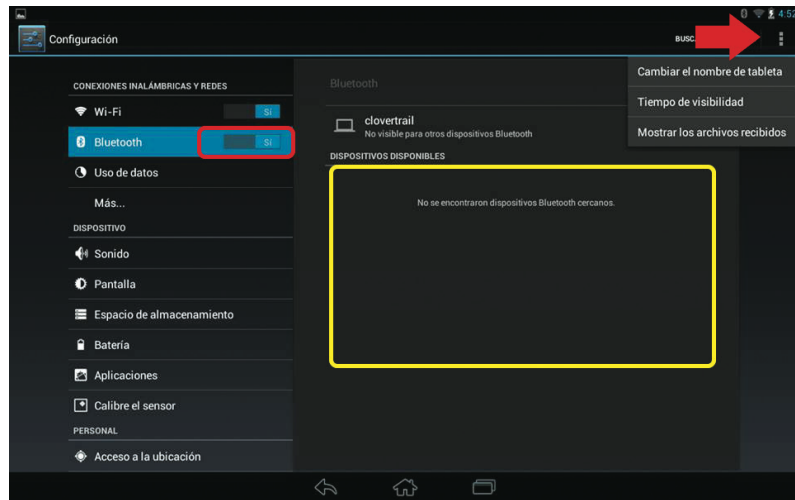 4:52
Configuración
BUSC
CONEXIONES INALÁMBRICAS Y REDES
Wi-Fi
Sí
Bluetooth
Sí
Uso de datos
Más...
DISPOSITIVO
Sonido
Pantalla
Espacio de almacenamiento
Batería
Aplicaciones
Calibre el sensor
PERSONAL
Acceso a la ubicación
Bluetooth
clovertrail
No visible para otros dispositivos Bluetooth
DISPOSITIVOS DISPONIBLES
No se encontraron dispositivos Bluetooth cercanos.
Cambiar el nombre de tableta
Tiempo de visibilidad
Mostrar los archivos recibidos